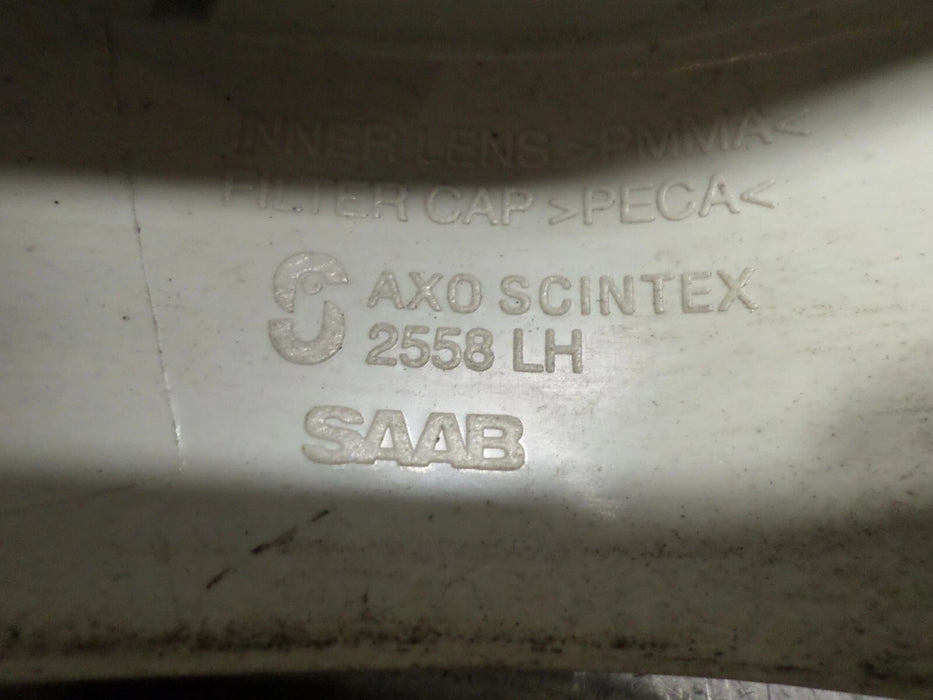 INNER LENS >PMMA<
FILTER CAP >PECA<
AXO SCINTEX
2558 LH
SAAB